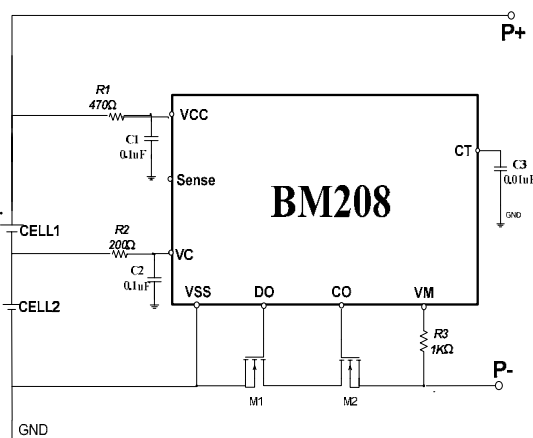 P+
R1
470Ω
VCC
C1
0.1uF
CT
C3
0.01uF
Sense
BM208
GND
CELL1
R2
200Ω
VC
C2
0.1uF
VSS
DO
CO
VM
CELL2
R3
1KΩ
P-
M1
M2
GND